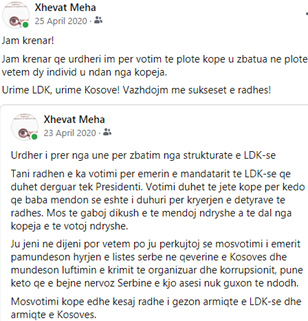 Xhevat Meha
25 April 2020 ·
Jam krenar!
Jam krenar qe urdheri im per votim te plote kope u zbatua ne plote
vetem dy individ u ndan nga kopeja.
Urime LDK, urime Kosove! Vazhdojm me sukseset e radhes!
Xhevat Meha
23 April 2020 ·
Urdher i prer nga une per zbatim nga strukturate e LDK-se
Tani radhen e ka votimi per emerin e mandatarit te LDK-es qe
duhet derguar tek Presidenti. Votimi duhet te jete kope per kedo
qe baba mendon se eshte i duhuri per kryerjen e detyrave te
radhes. Mos te gaboj dikush e te mendoj ndryshe a te dal nga
kopeja e te votoj ndryshe.
Ju jeni ne dijeni por vetem po ju perkujtoj se mosvotimi i emerit
pamundeson hyrjen e listes serbe ne qeverine e Kosoves dhe
mundeson luftimin e krimit te organizuar dhe korrupsionit, pune
keto qe e bejne nervoz Serbine e kjo asesi nuk guxon te ndodh.
Mosvotimi kope edhe kesaj radhe i gezon armiqte e LDK-se dhe
armiqte e Kosoves.